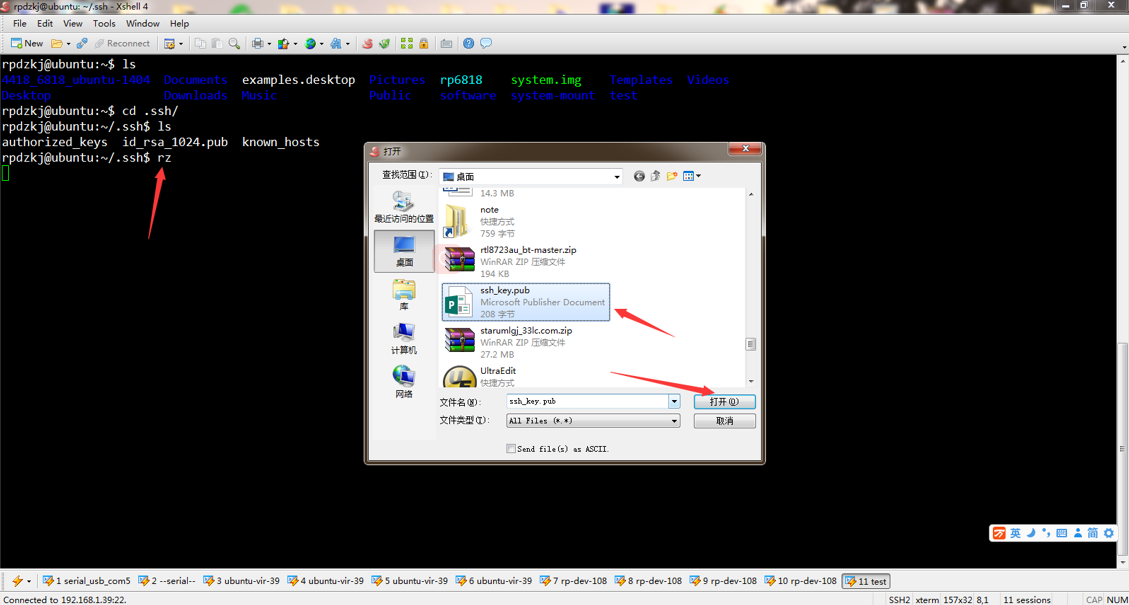 rpdzkj@ubuntu: ~/.ssh - Xshell 4
File Edit View Tools Window Help
New Reconnect
rpdzkj@ubuntu:~$ ls
4418_6818_ubuntu-1404 Documents examples.desktop Pictures rp6818 system.img Templates Videos
Desktop Downloads Music Public software system-mount test
rpdzkj@ubuntu:~$ cd .ssh/
rpdzkj@ubuntu:~/.ssh$ ls
authorized_keys id_rsa_1024.pub known_hosts
rpdzkj@ubuntu:~/.ssh$ rz
打开
查找范围(I): 桌面
最近访问的位置
桌面
库
计算机
网络
14.3 MB
note
快捷方式
759 字节
rtl8723au_bt-master.zip
WinRAR ZIP 压缩文件
194 KB
ssh_key.pub
Microsoft Publisher Document
208 字节
starumlgj_33lc.com.zip
WinRAR ZIP 压缩文件
27.2 MB
UltraEdit
快捷方式
文件名(N): ssh_key.pub 打开(O)
文件类型(T): All Files (*.*) 取消
Send file(s) as ASCII.
英 简
1 serial_usb_com5 2 --serial-- 3 ubuntu-vir-39 4 ubuntu-vir-39 5 ubuntu-vir-39 6 ubuntu-vir-39 7 rp-dev-108 8 rp-dev-108 9 rp-dev-108 10 rp-dev-108 11 test
Connected to 192.168.1.39:22. SSH2 xterm 157x32 8,1 11 sessions CAP NUM